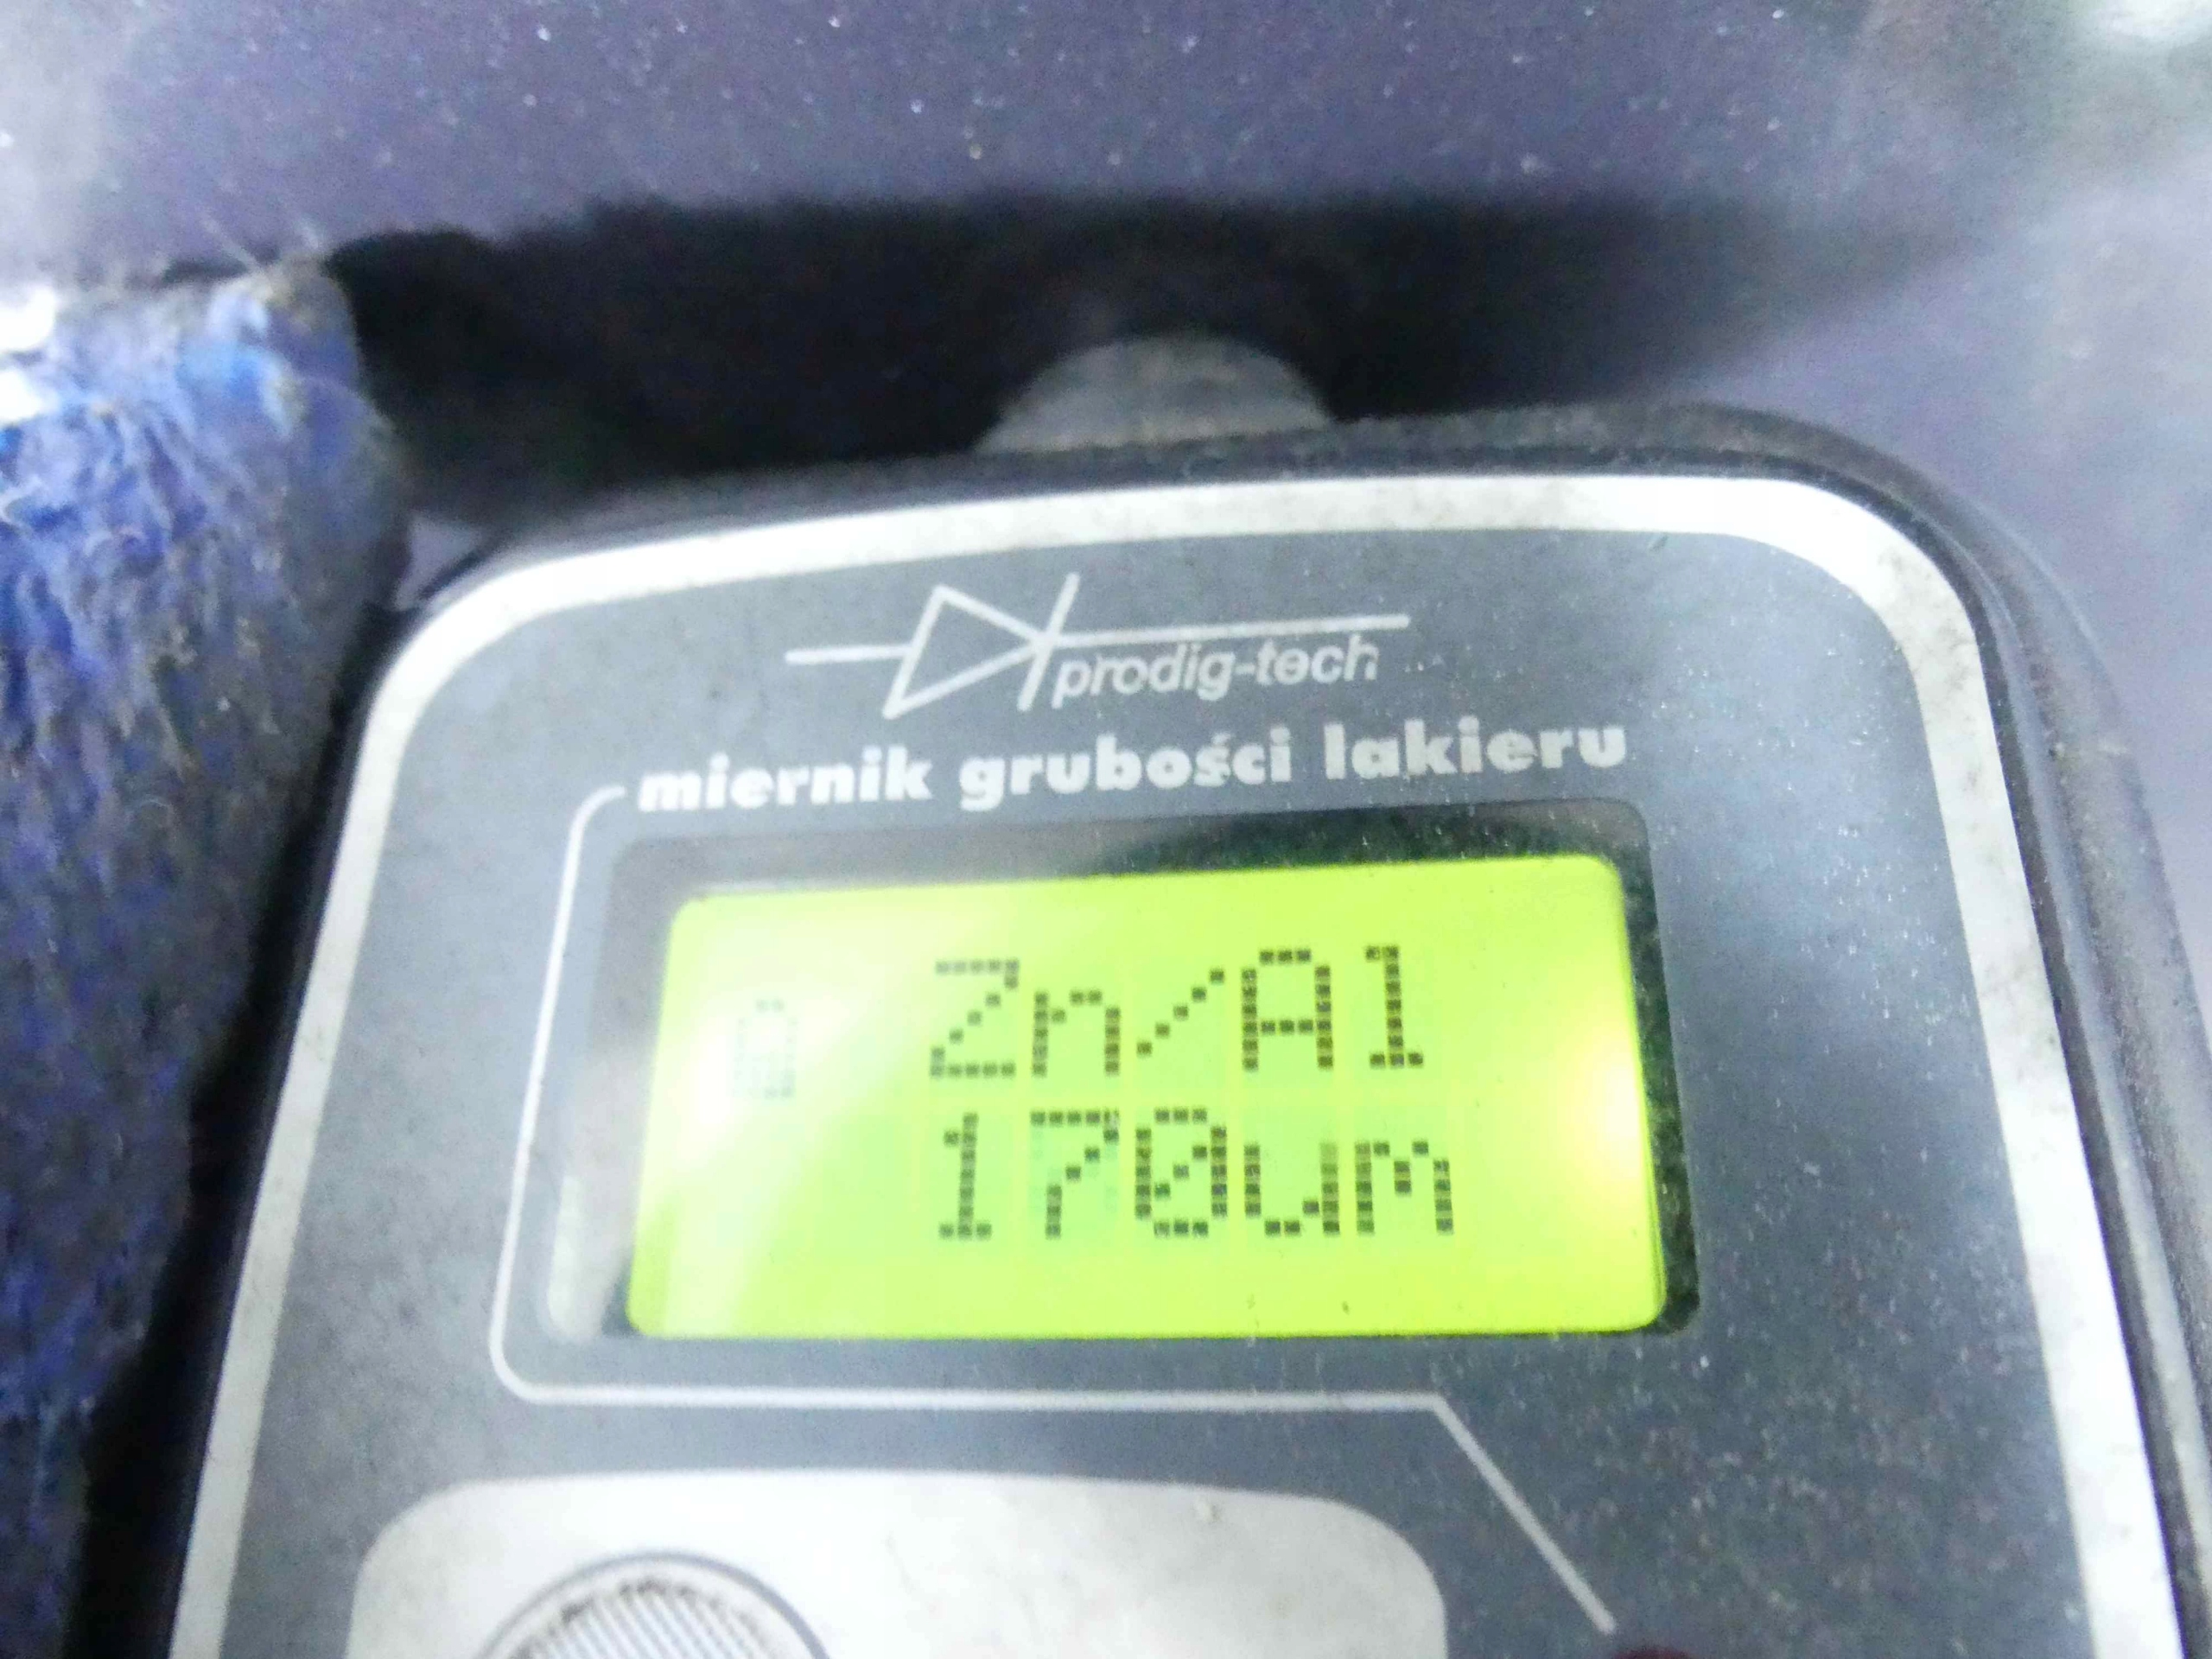 prodig-tech
miernik grubości lakieru
Zn/Al
170um